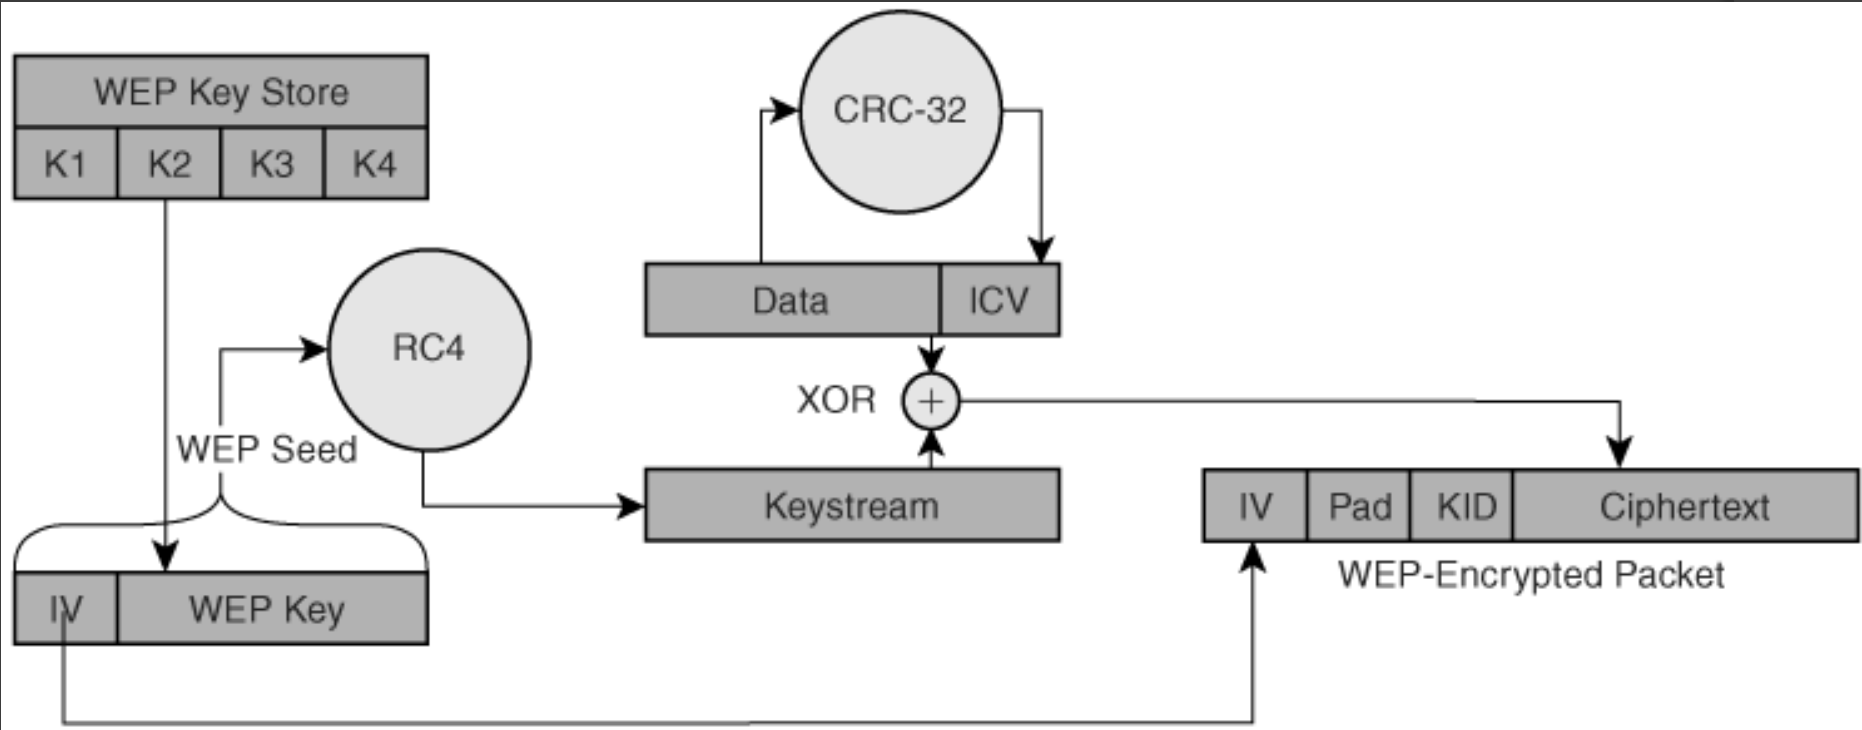 WEP Key Store
K1 K2 K3 K4
CRC-32
Data ICV
RC4
XOR +
WEP Seed
Keystream
IV Pad KID Ciphertext
WEP-Encrypted Packet
IV WEP Key